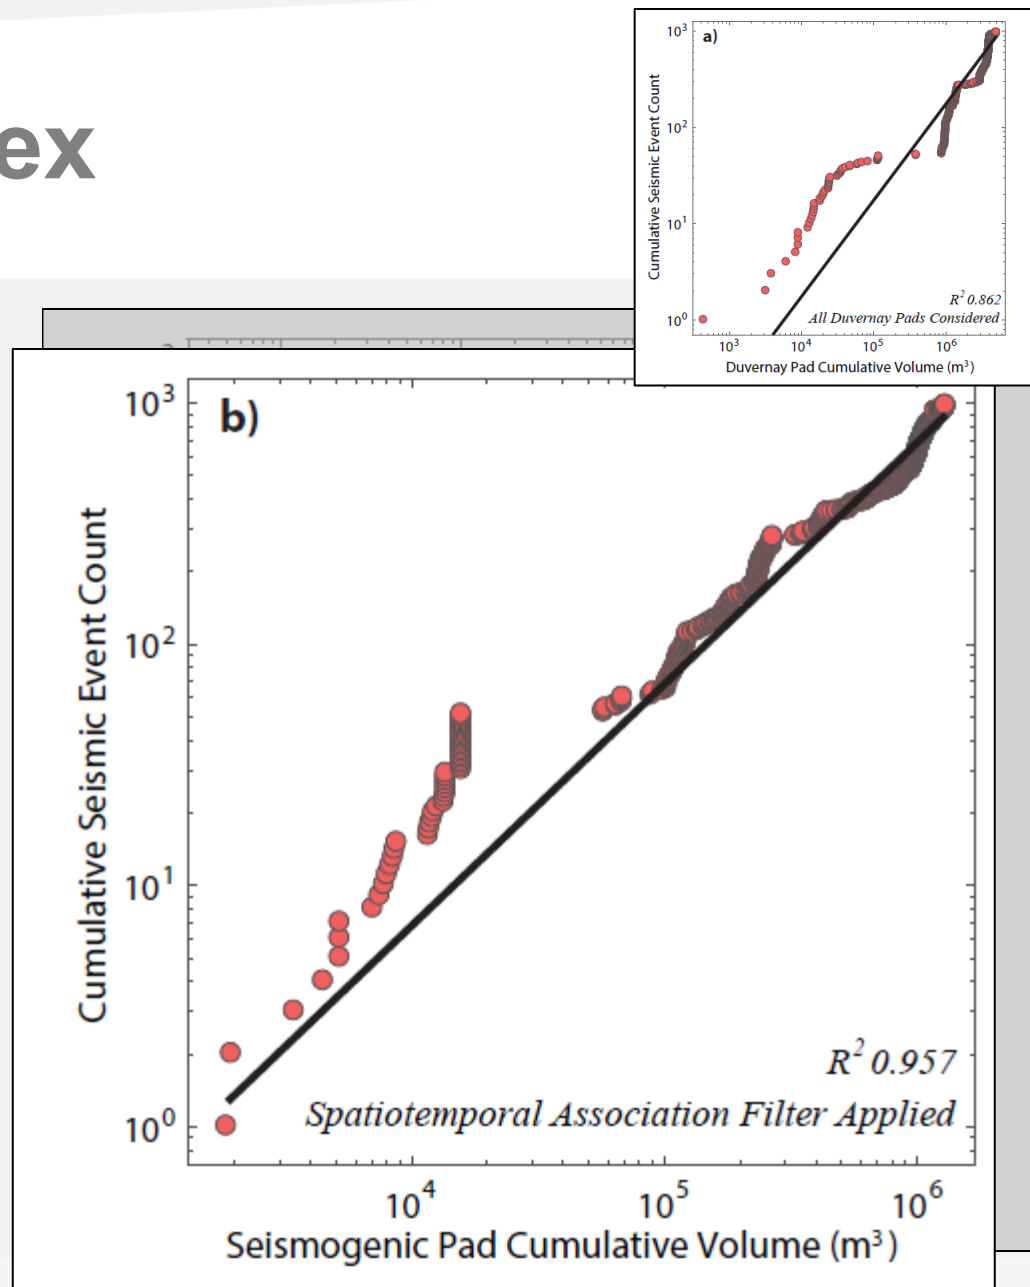 ex
a)
10³
10²
10¹
10⁰
Cumulative Seismic Event Count
R² 0.862
All Duvernay Pads Considered
10³ 10⁴ 10⁵ 10⁶
Duvernay Pad Cumulative Volume (m³)
b)
10³
10²
10¹
10⁰
Cumulative Seismic Event Count
R² 0.957
Spatiotemporal Association Filter Applied
10⁴ 10⁵ 10⁶
Seismogenic Pad Cumulative Volume (m³)